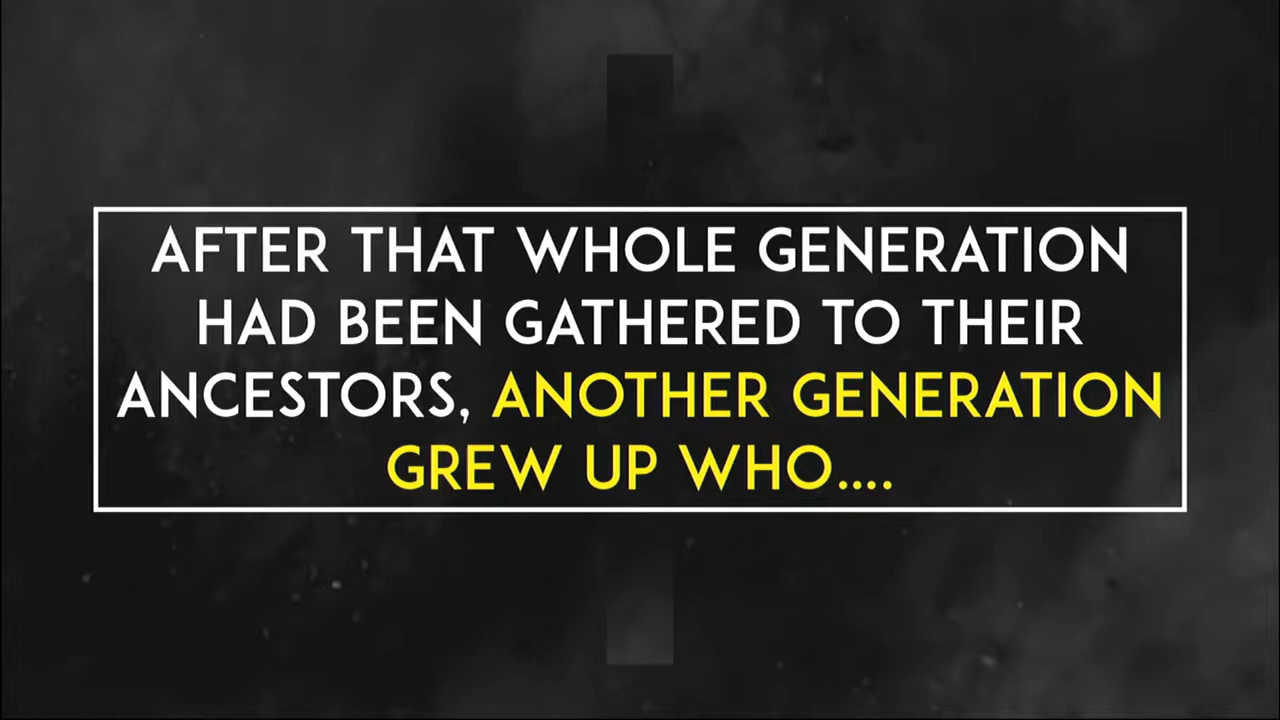 AFTER THAT WHOLE GENERATION
HAD BEEN GATHERED TO THEIR
ANCESTORS, ANOTHER GENERATION
GREW UP WHO....